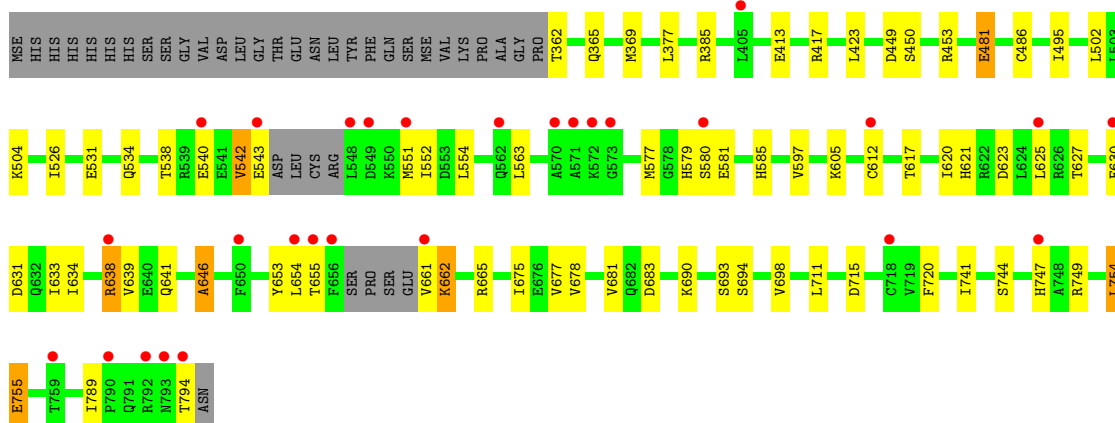 MSE HIS HIS HIS HIS HIS HIS SER SER GLY VAL ASP LEU GLY THR GLU ASN LEU TYR PHE GLN SER MSE VAL LYS PRO ALA GLY PRO T362 Q365 M369 L377 R385 L405 E413 R417 L423 D449 S450 R453 E481 C486 I495 L502 L503
K504 I526 E531 Q534 T538 R539 E540 E541 V542 E543 ASP LEU CYS ARG L548 D549 K550 M551 I552 D553 L554 Q562 L563 A570 A571 K572 G573 M577 G578 H579 S580 E581 H585 V597 K605 C612 T617 I620 H621 R622 D623 L624 L625 R626 T627
D631 Q632 I633 I634 R638 V639 E640 Q641 A646 F650 Y653 L654 T655 F656 SER PRO SER GLU V661 K662 R665 I675 E676 V677 V678 V681 Q682 D683 K690 S693 S694 V698 L711 D715 C718 V719 F720 I741 S744 H747 A748 R749 L754
E755 T759 I789 P790 Q791 R792 N793 T794 ASN